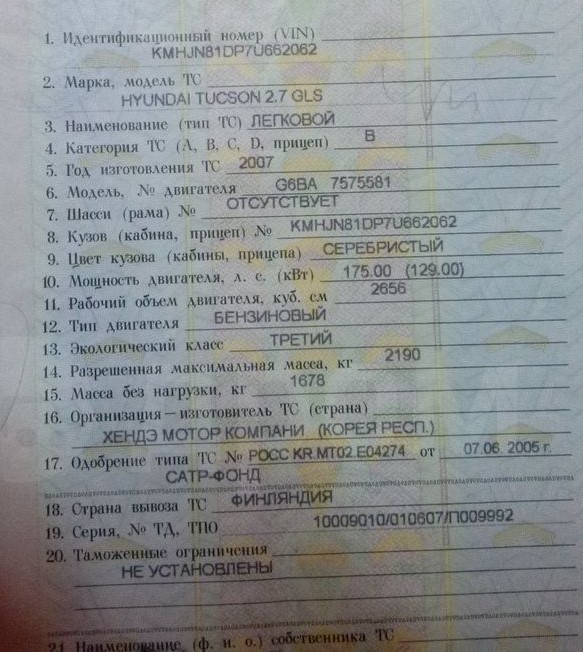 1. Идентификационный номер (VIN)
KMHJN81DP7U662062
2. Марка, модель ТС
HYUNDAI TUCSON 2.7 GLS
3. Наименование (тип ТС) ЛЕГКОВОЙ
4. Категория ТС (А, В, С, D, прицеп) B
5. Год изготовления ТС 2007
6. Модель, № двигателя G6BA 7575581
7. Шасси (рама) № ОТСУТСТВУЕТ
8. Кузов (кабина, прицеп) № KMHJN81DP7U662062
9. Цвет кузова (кабины, прицепа) СЕРЕБРИСТЫЙ
10. Мощность двигателя, л. с. (кВт) 175.00 (129.00)
11. Рабочий объем двигателя, куб. см 2656
12. Тип двигателя БЕНЗИНОВЫЙ
13. Экологический класс ТРЕТИЙ
14. Разрешенная максимальная масса, кг 2190
15. Масса без нагрузки, кг 1678
16. Организация—изготовитель ТС (страна)
ХЕНДЭ МОТОР КОМПАНИ (КОРЕЯ РЕСП.)
17. Одобрение типа ТС № РОСС KR.МТ02.Е04274 от 07.06.2005 г.
САТР-ФОНД
18. Страна вывоза ТС ФИНЛЯНДИЯ
19. Серия, № ТД, ТПО 10009010/010607/П009992
20. Таможенные ограничения
НЕ УСТАНОВЛЕНЫ
21. Наименование (ф. и. о.) собственника ТС